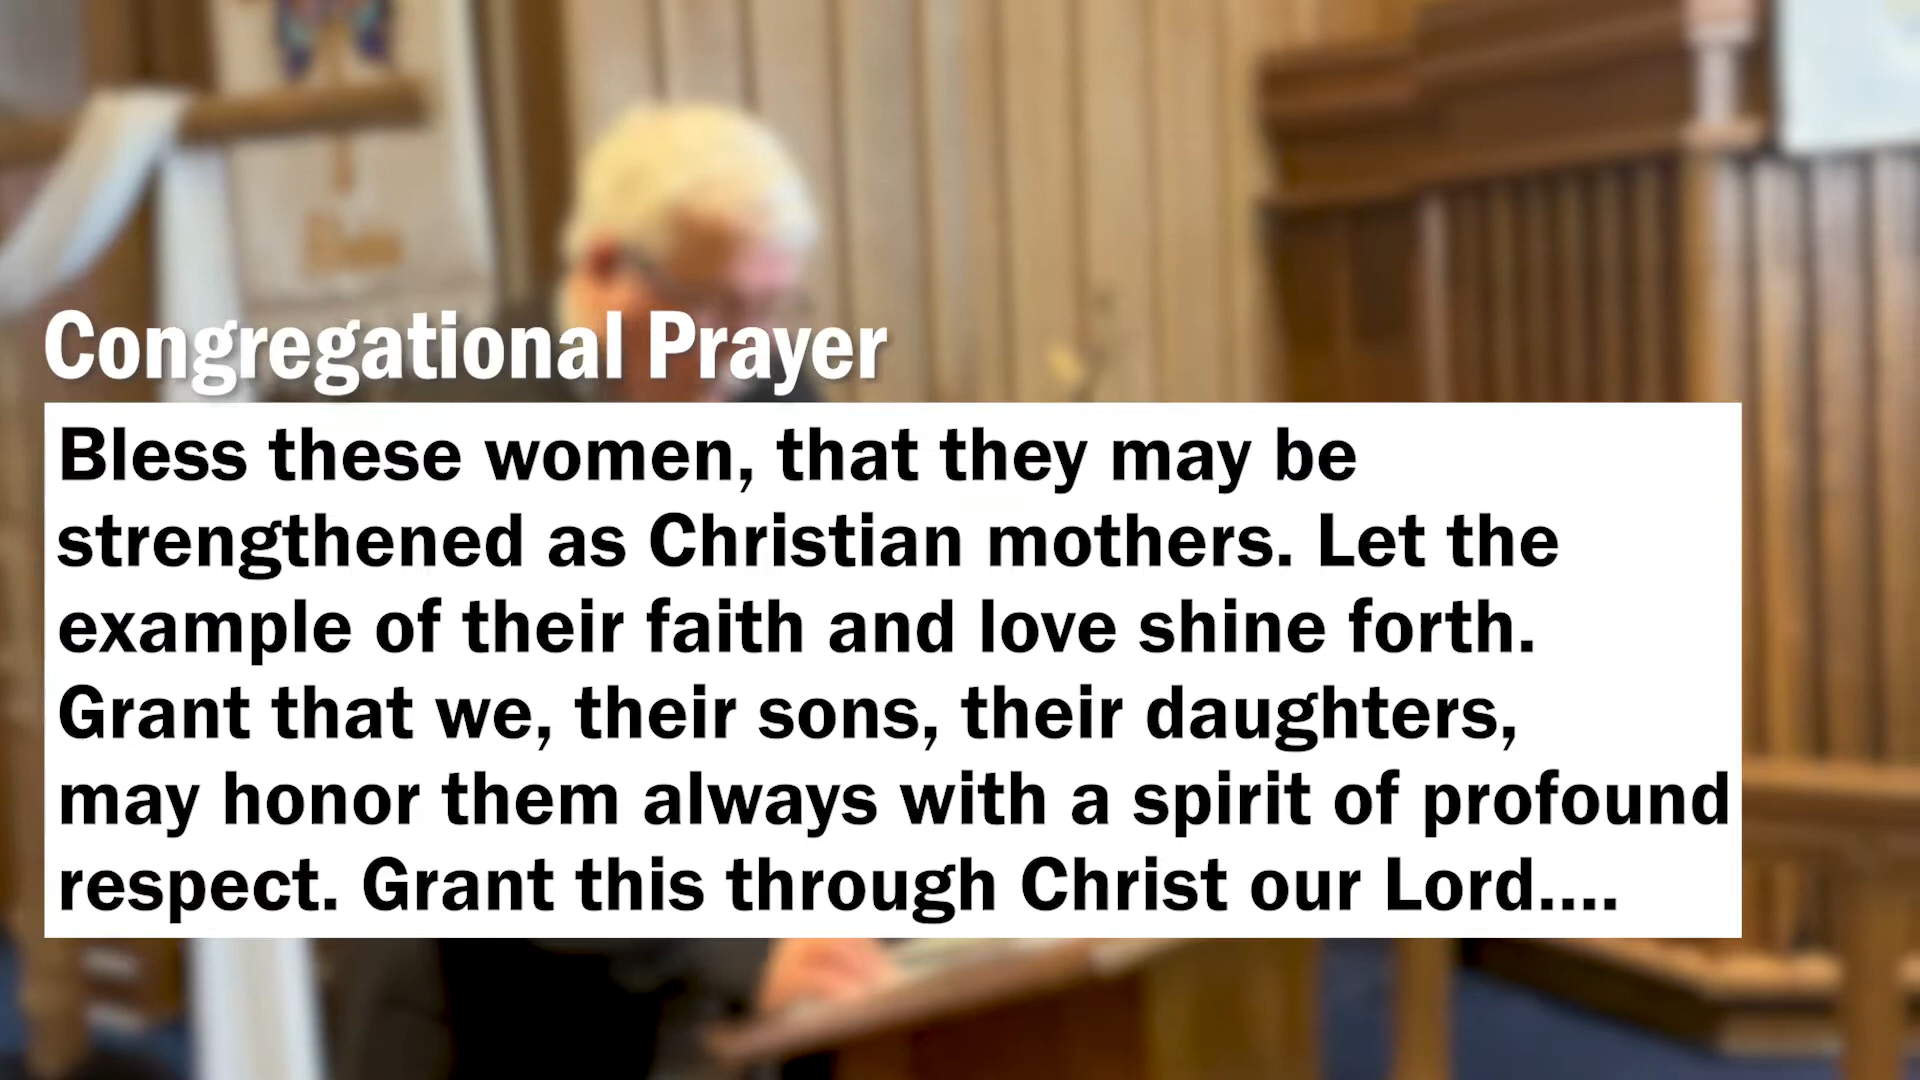 Congregational Prayer
Bless these women, that they may be
strengthened as Christian mothers. Let the
example of their faith and love shine forth.
Grant that we, their sons, their daughters,
may honor them always with a spirit of profound
respect. Grant this through Christ our Lord....